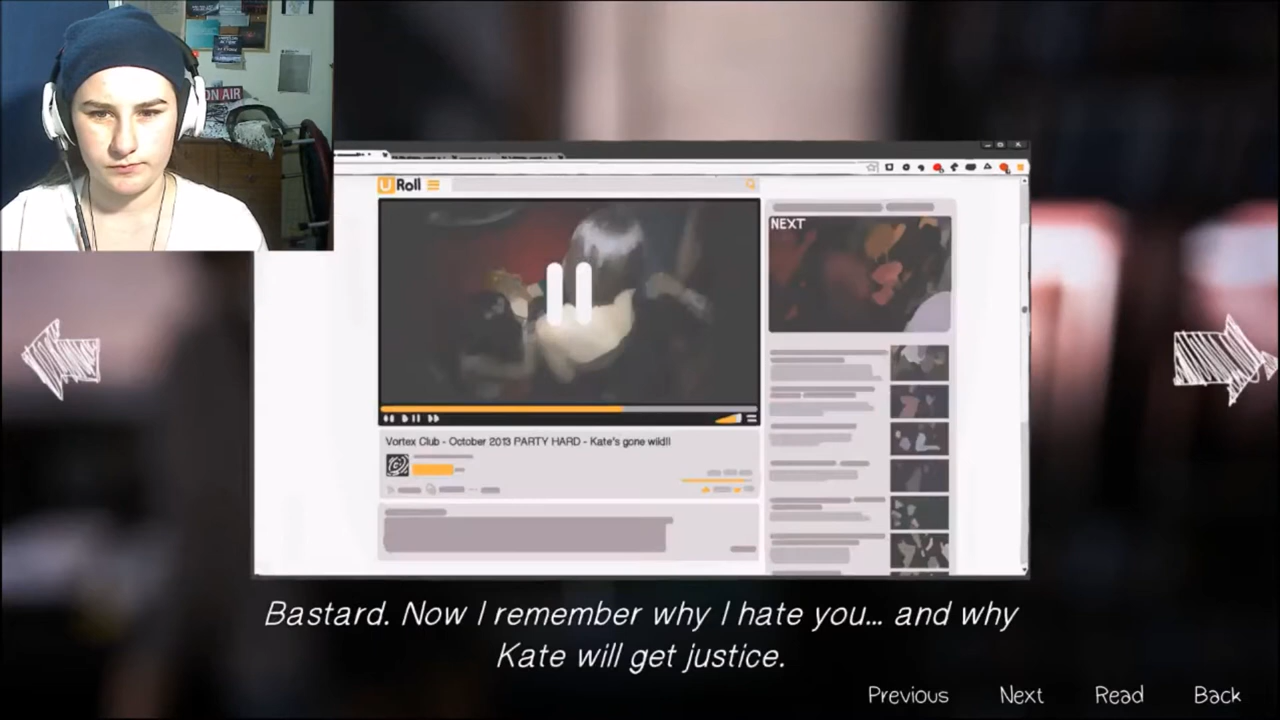 ON AIR
U Roll
NEXT
Vortex Club - October 2013 PARTY HARD - Kate's gone wild!!
Bastard. Now I remember why I hate you... and why
Kate will get justice.
Previous Next Read Back